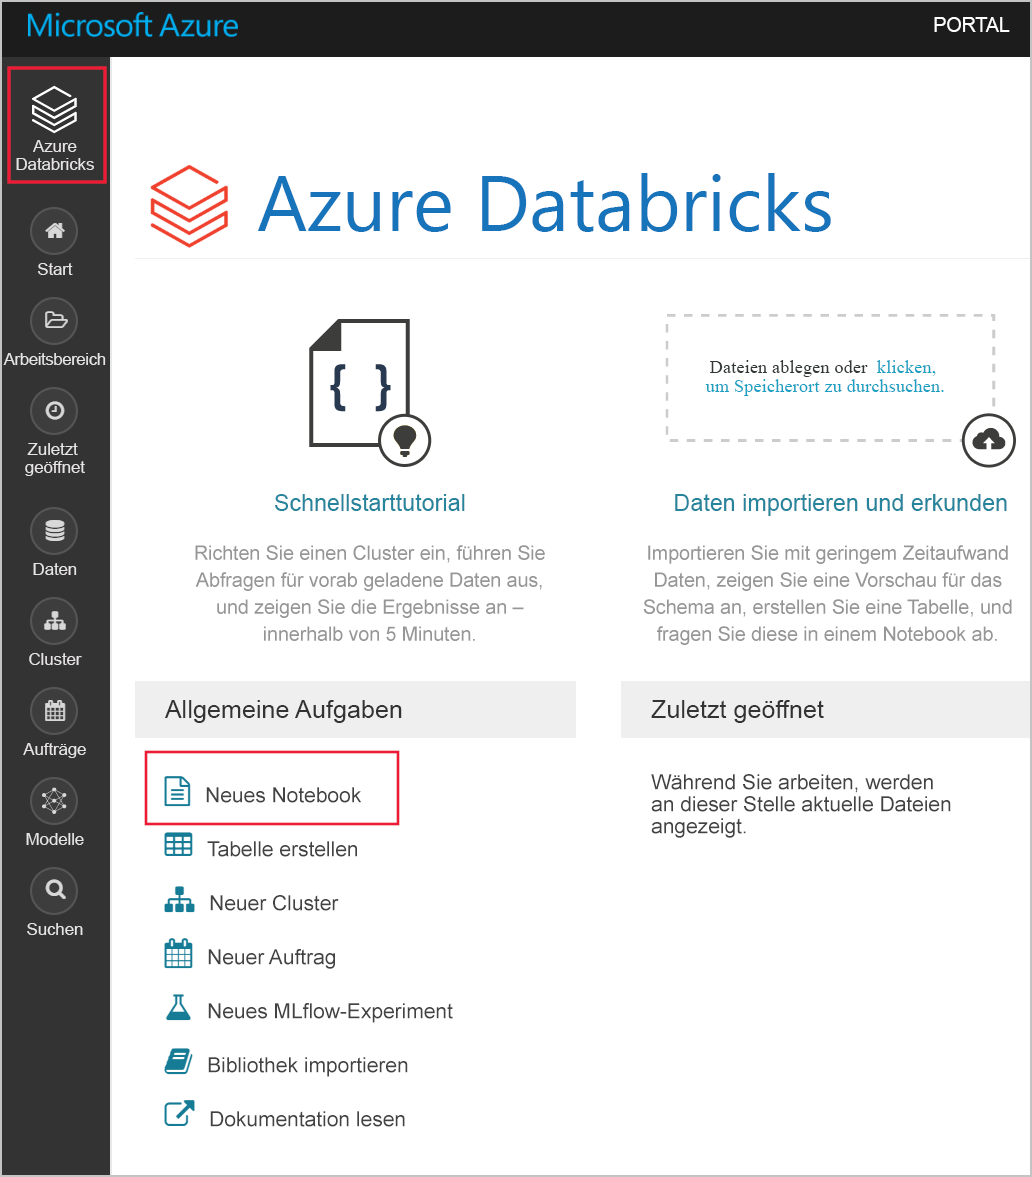 Microsoft Azure
PORTAL
Azure
Databricks
Start
Arbeitsbereich
Zuletzt
geöffnet
Daten
Cluster
Aufträge
Modelle
Suchen
Azure Databricks
{ }
Schnellstarttutorial
Richten Sie einen Cluster ein, führen Sie
Abfragen für vorab geladene Daten aus,
und zeigen Sie die Ergebnisse an –
innerhalb von 5 Minuten.
Dateien ablegen oder klicken,
um Speicherort zu durchsuchen.
Daten importieren und erkunden
Importieren Sie mit geringem Zeitaufwand
Daten, zeigen Sie eine Vorschau für das
Schema an, erstellen Sie eine Tabelle, und
fragen Sie diese in einem Notebook ab.
Allgemeine Aufgaben
Neues Notebook
Tabelle erstellen
Neuer Cluster
Neuer Auftrag
Neues MLflow-Experiment
Bibliothek importieren
Dokumentation lesen
Zuletzt geöffnet
Während Sie arbeiten, werden
an dieser Stelle aktuelle Dateien
angezeigt.